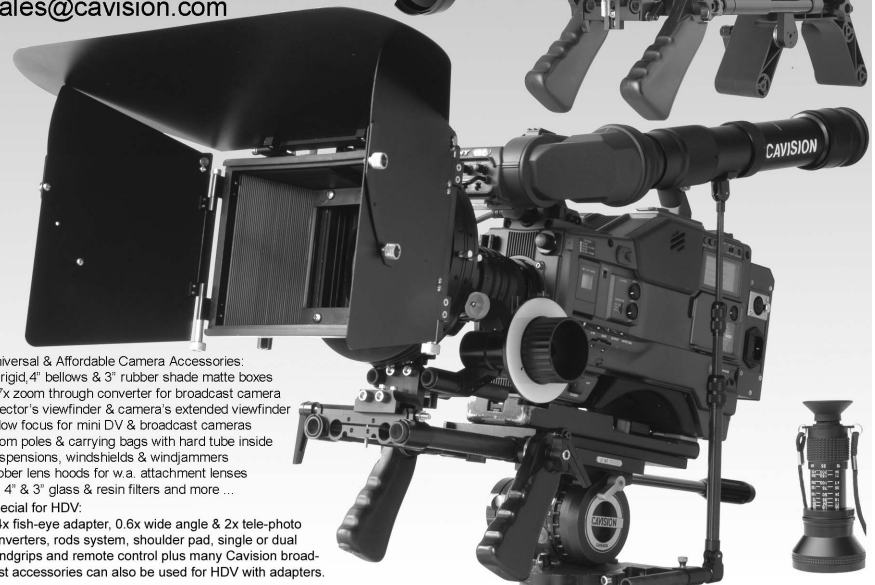 ales@cavision.com
CAVISION
niversal & Affordable Camera Accessories:
rigid,4" bellows & 3" rubber shade matte boxes
7x zoom through converter for broadcast camera
ector's viewfinder & camera's extended viewfinder
low focus for mini DV & broadcast cameras
om poles & carrying bags with hard tube inside
spensions, windshields & windjammers
bber lens hoods for w.a. attachment lenses
4" & 3" glass & resin filters and more ...
ecial for HDV:
4x fish-eye adapter, 0.6x wide angle & 2x tele-photo
nverters, rods system, shoulder pad, single or dual
ndgrips and remote control plus many Cavision broad-
st accessories can also be used for HDV with adapters.
CAVISION